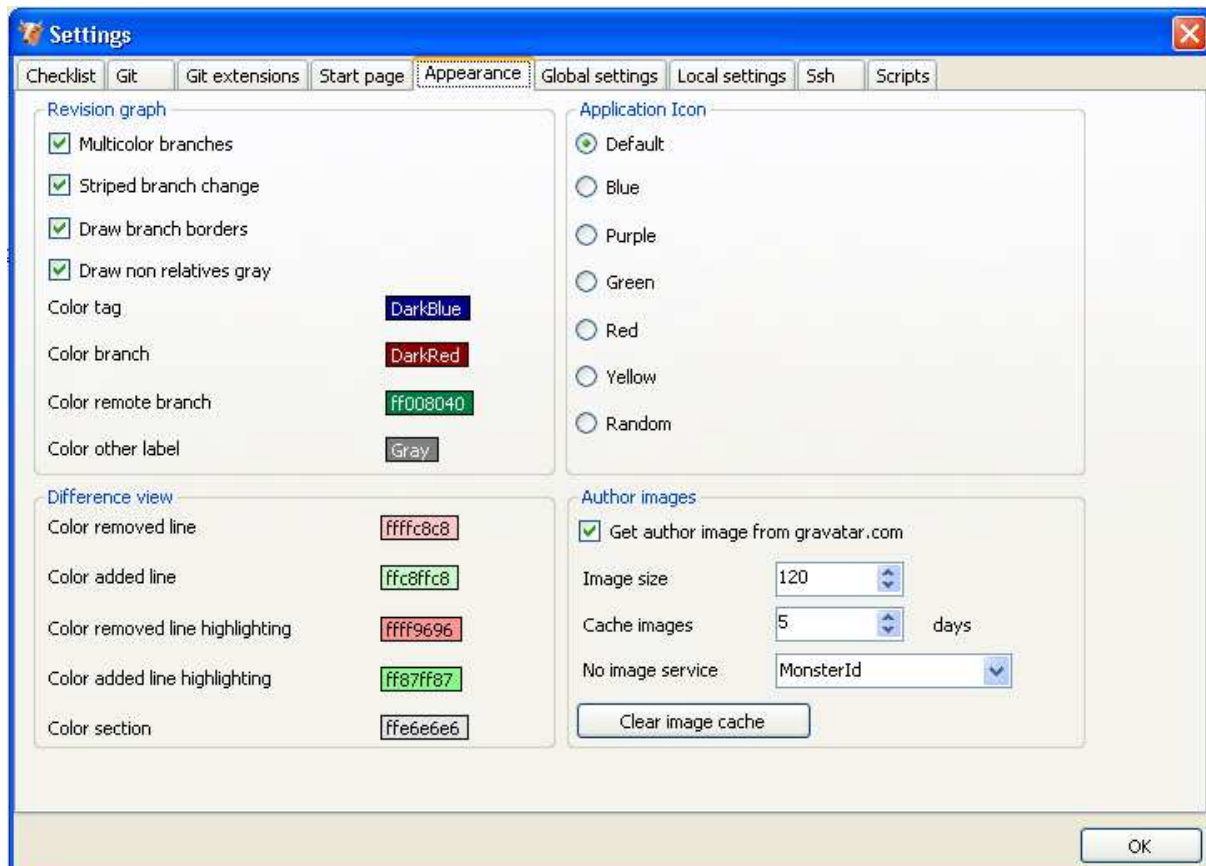 Settings
Checklist Git Git extensions Start page Appearance Global settings Local settings Ssh Scripts
Revision graph
Multicolor branches
Striped branch change
Draw branch borders
Draw non relatives gray
Color tag DarkBlue
Color branch DarkRed
Color remote branch ff008040
Color other label Gray
Application Icon
Default
Blue
Purple
Green
Red
Yellow
Random
Difference view
Color removed line ffffc8c8
Color added line ffc8ffc8
Color removed line highlighting ffff9696
Color added line highlighting ff87ff87
Color section ffe6e6e6
Author images
Get author image from gravatar.com
Image size 120
Cache images 5 days
No image service MonsterId
Clear image cache
OK